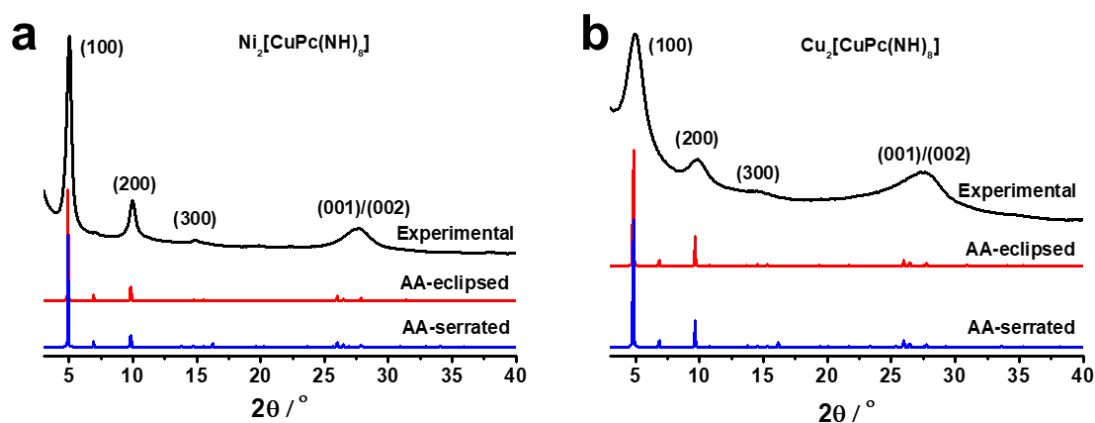 a
Ni₂[CuPc(NH)₈]
(100)
(200)
(300)
(001)/(002)
Experimental
AA-eclipsed
AA-serrated
5 10 15 20 25 30 35 40
2θ / °
b
Cu₂[CuPc(NH)₈]
(100)
(200)
(300)
(001)/(002)
Experimental
AA-eclipsed
AA-serrated
5 10 15 20 25 30 35 40
2θ / °